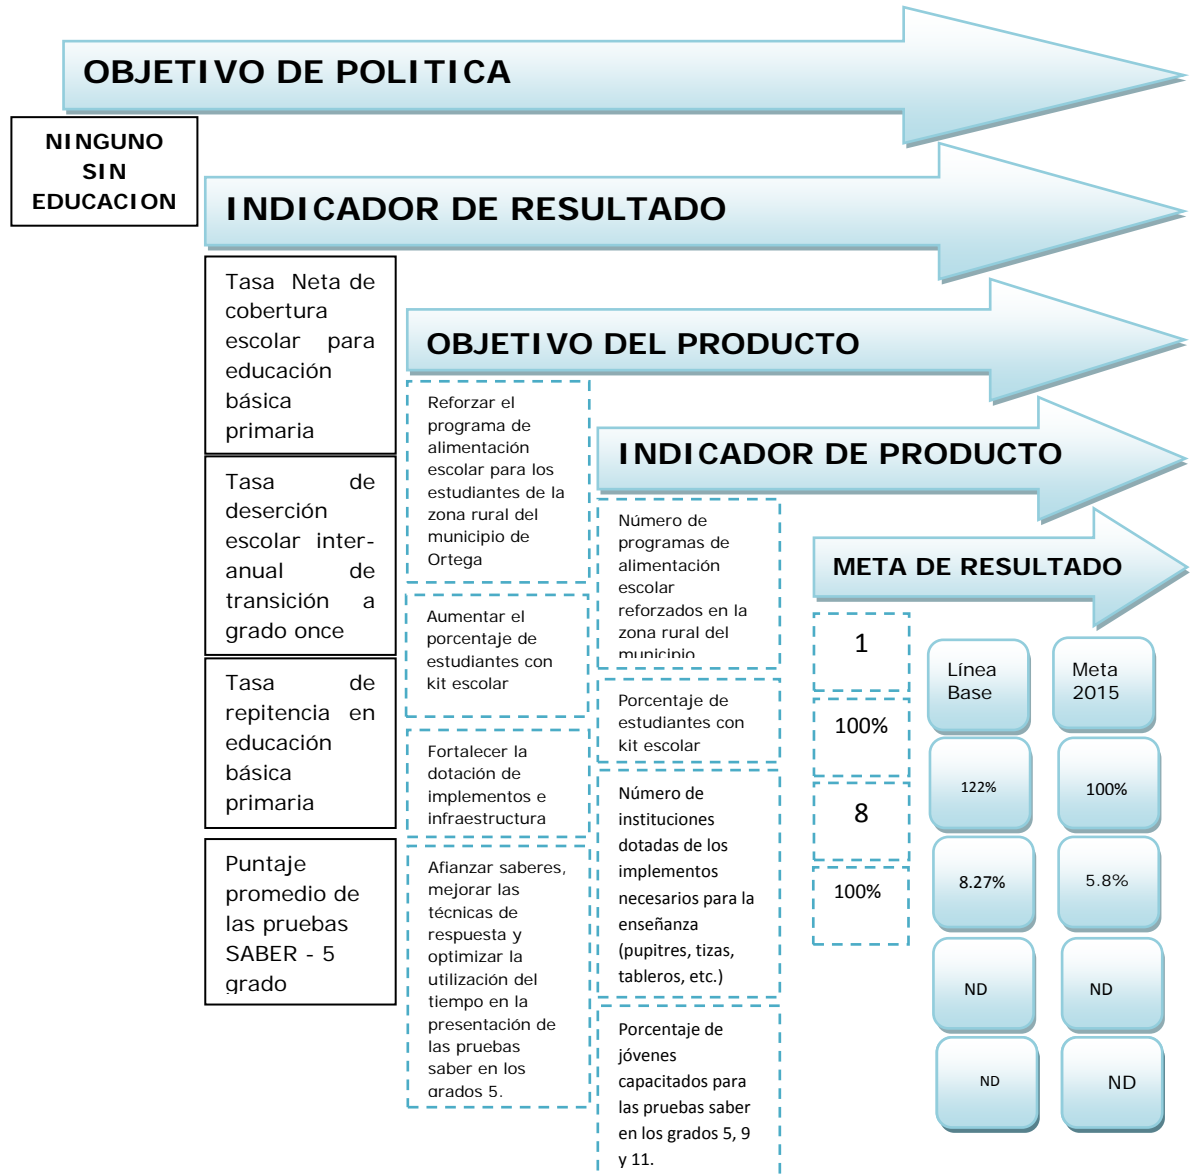 OBJETIVO DE POLITICA
NINGUNO
SIN
EDUCACION
INDICADOR DE RESULTADO
Tasa Neta de
cobertura
escolar para
educación
básica
primaria
Tasa de
deserción
escolar inter-
anual de
transición a
grado once
Tasa de
repitencia en
educación
básica
primaria
Puntaje
promedio de
las pruebas
SABER - 5
grado
OBJETIVO DEL PRODUCTO
Reforzar el
programa de
alimentación
escolar para los
estudiantes de la
zona rural del
municipio de
Ortega
Aumentar el
porcentaje de
estudiantes con
kit escolar
Fortalecer la
dotación de
implementos e
infraestructura
Afianzar saberes,
mejorar las
técnicas de
respuesta y
optimizar la
utilización del
tiempo en la
presentación de
las pruebas
saber en los
grados 5.
INDICADOR DE PRODUCTO
Número de
programas de
alimentación
escolar
reforzados en la
zona rural del
municipio
Porcentaje de
estudiantes con
kit escolar
Número de
instituciones
dotadas de los
implementos
necesarios para la
enseñanza
(pupitres, tizas,
tableros, etc.)
Porcentaje de
jóvenes
capacitados para
las pruebas saber
en los grados 5, 9
y 11.
META DE RESULTADO
1
100%
8
100%
Línea
Base
Meta
2015
122%
100%
8.27%
5.8%
ND
ND
ND
ND